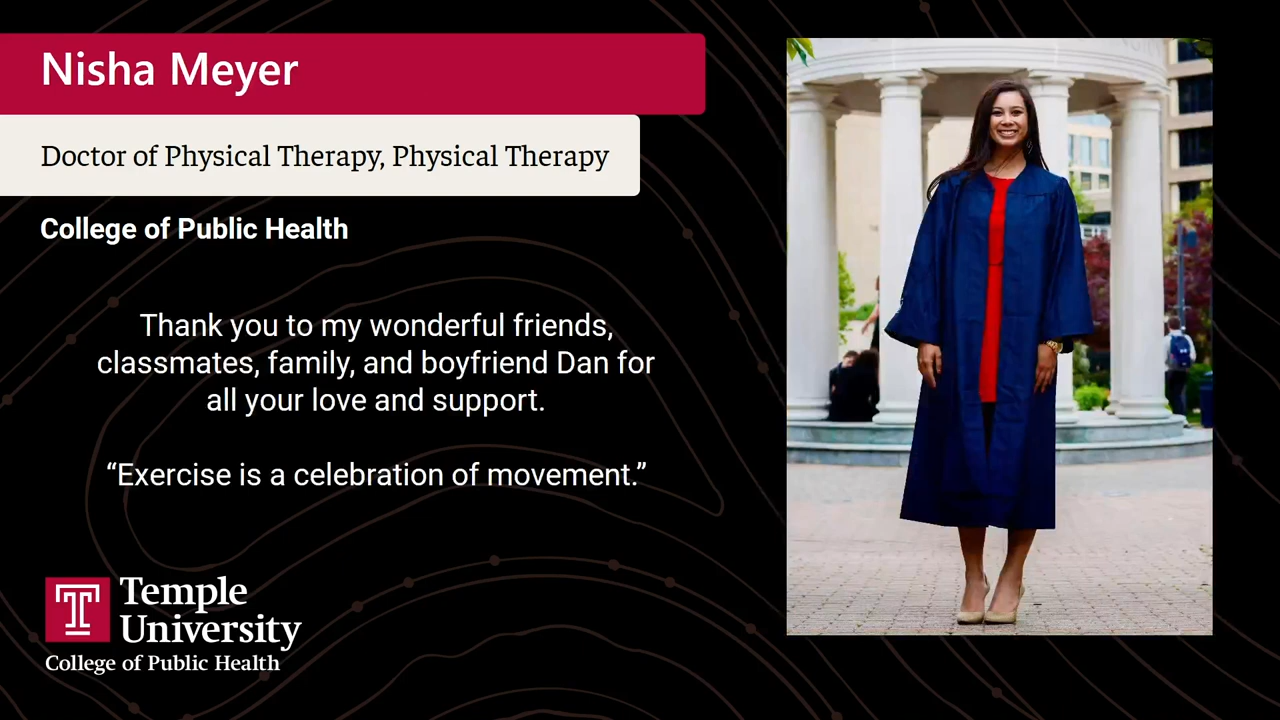 Nisha Meyer
Doctor of Physical Therapy, Physical Therapy
College of Public Health
Thank you to my wonderful friends,
classmates, family, and boyfriend Dan for
all your love and support.
“Exercise is a celebration of movement.”
Temple
University
College of Public Health